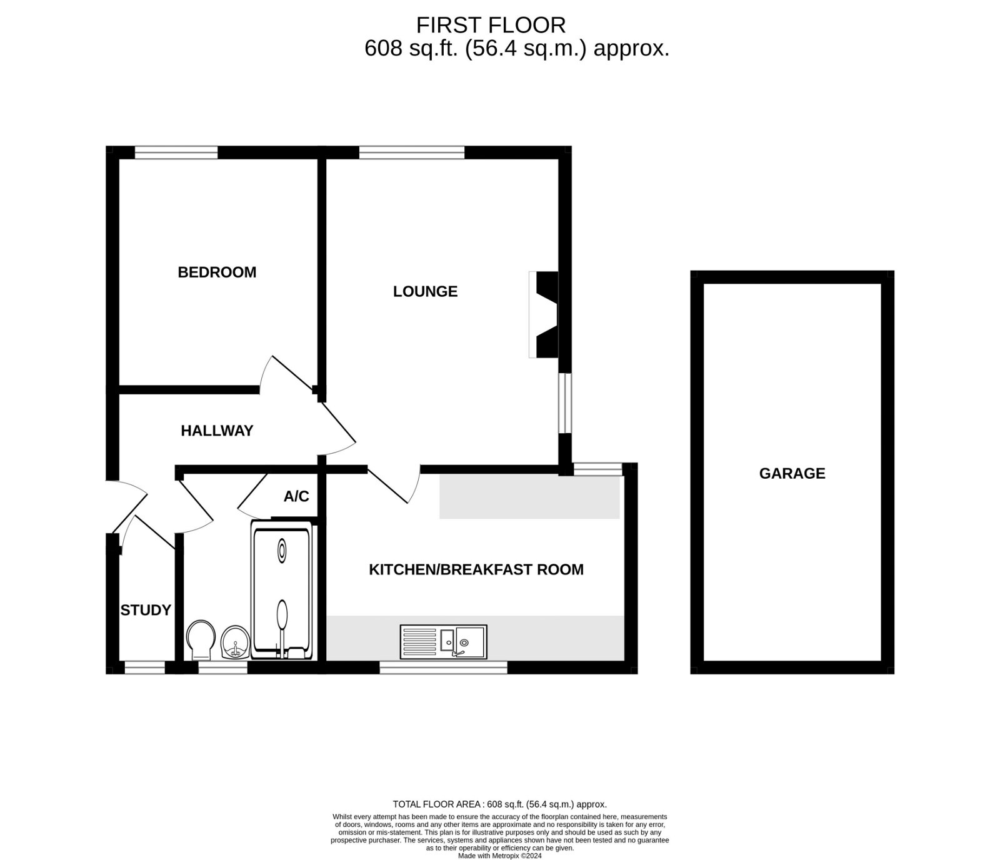 FIRST FLOOR
608 sq.ft. (56.4 sq.m.) approx.
BEDROOM
LOUNGE
HALLWAY
GARAGE
A/C
KITCHEN/BREAKFAST ROOM
STUDY
TOTAL FLOOR AREA : 608 sq.ft. (56.4 sq.m.) approx.
Whilst every attempt has been made to ensure the accuracy of the floorplan contained here, measurements
of doors, windows, rooms and any other items are approximate and no responsibility is taken for any error,
omission or mis-statement. This plan is for illustrative purposes only and should be used as such by any
prospective purchaser. The services, systems and appliances shown have not been tested and no guarantee
as to their operability or efficiency can be given.
Made with Metropix ©2024